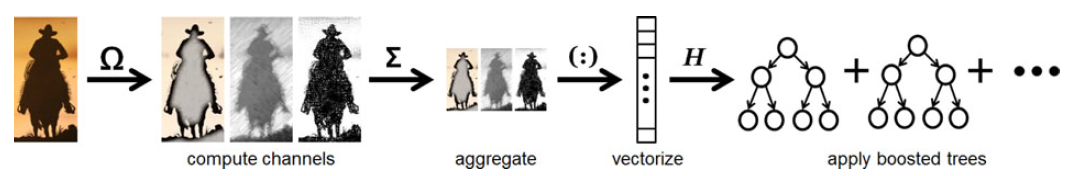 Ω Σ (:) H + + •••
compute channels aggregate vectorize apply boosted trees